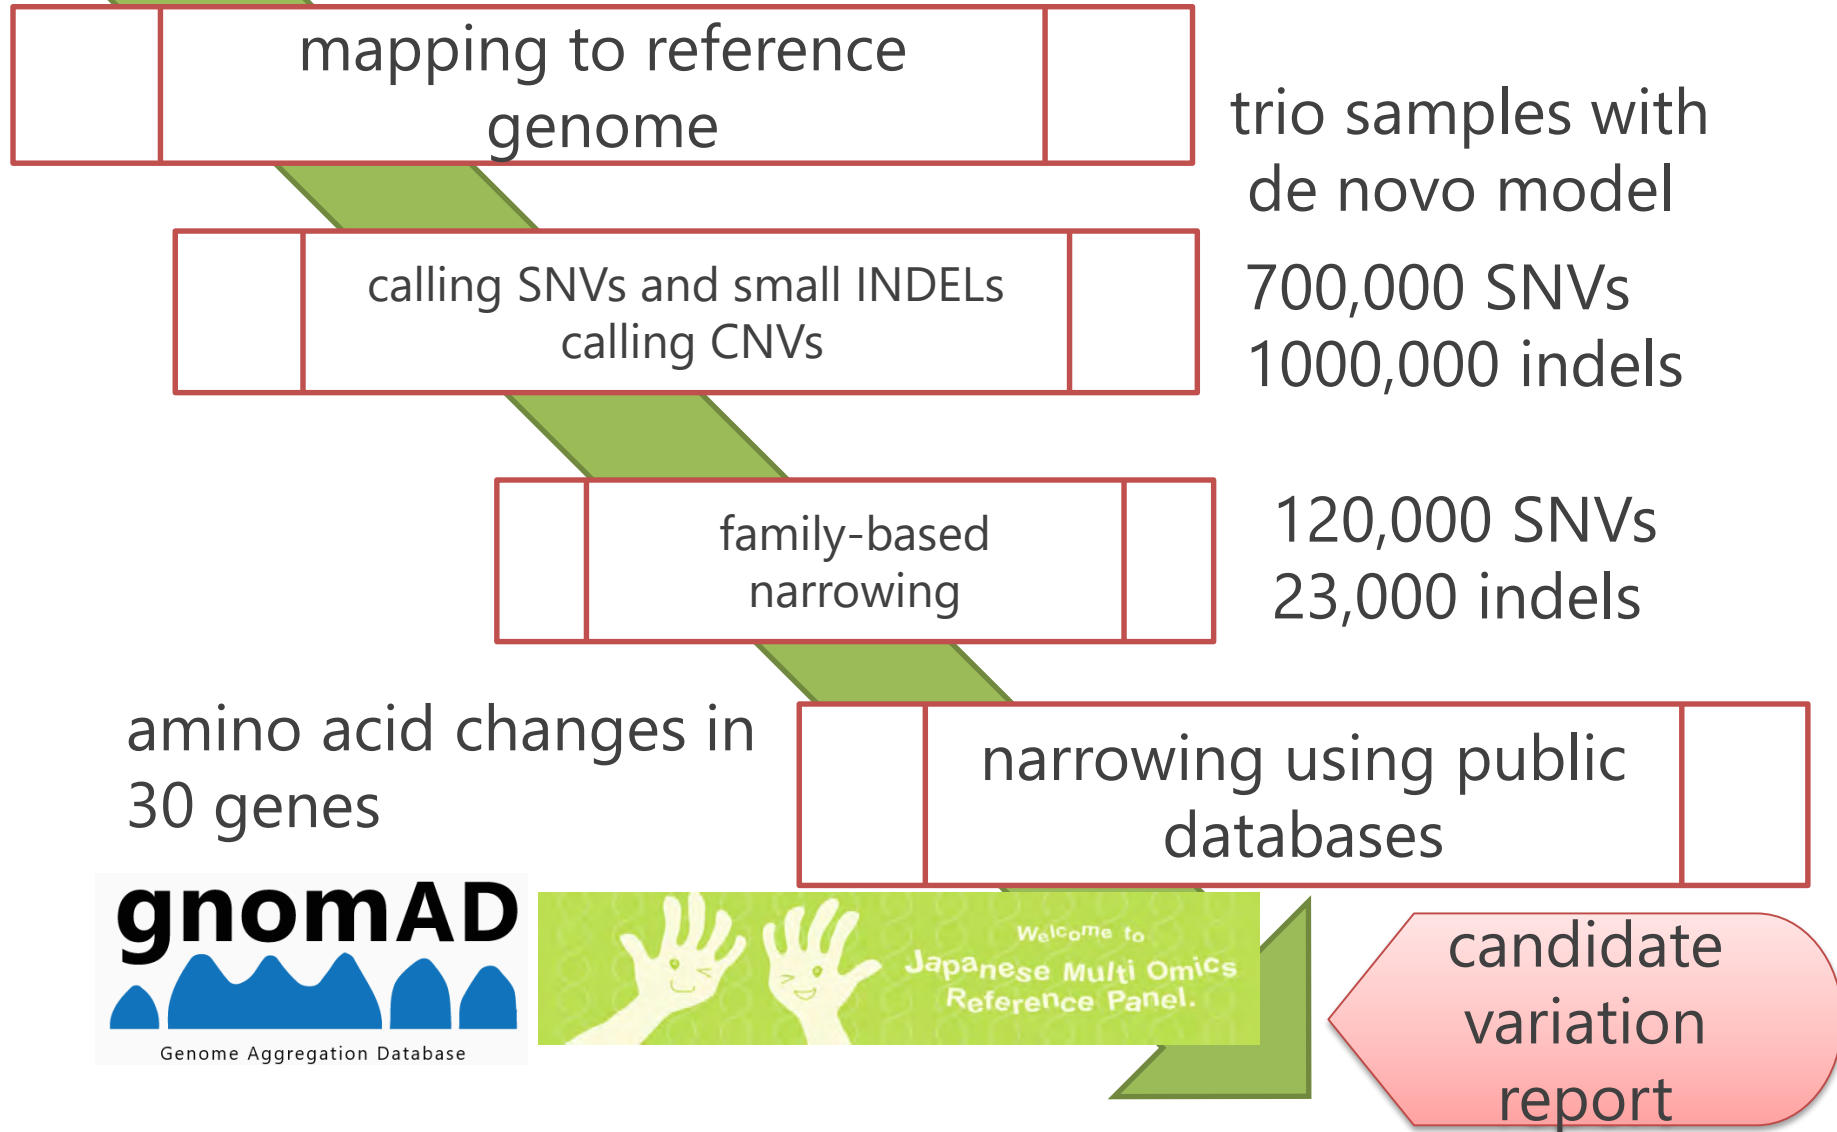 mapping to reference
genome
trio samples with
de novo model
calling SNVs and small INDELs
calling CNVs
700,000 SNVs
1000,000 indels
family-based
narrowing
120,000 SNVs
23,000 indels
amino acid changes in
30 genes
narrowing using public
databases
gnomAD
Genome Aggregation Database
Welcome to
Japanese Multi Omics
Reference Panel.
candidate
variation
report